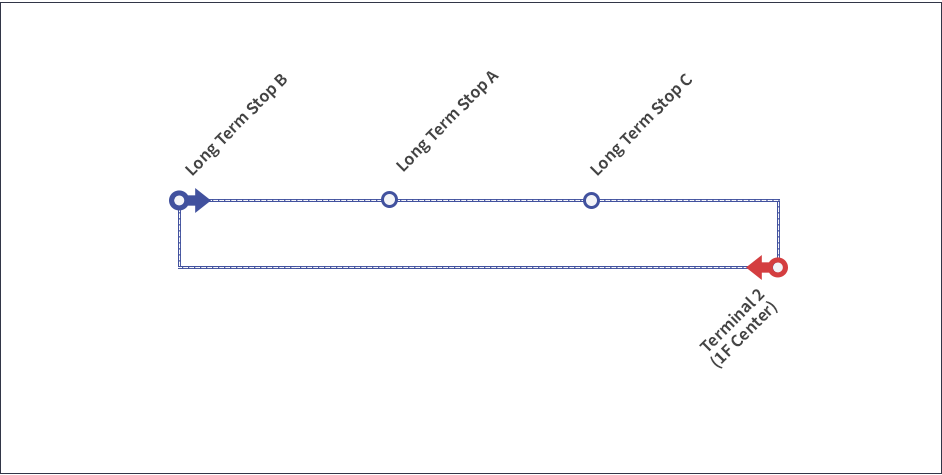 Long Term Stop B
Long Term Stop A
Long Term Stop C
Terminal 2
(1F Center)